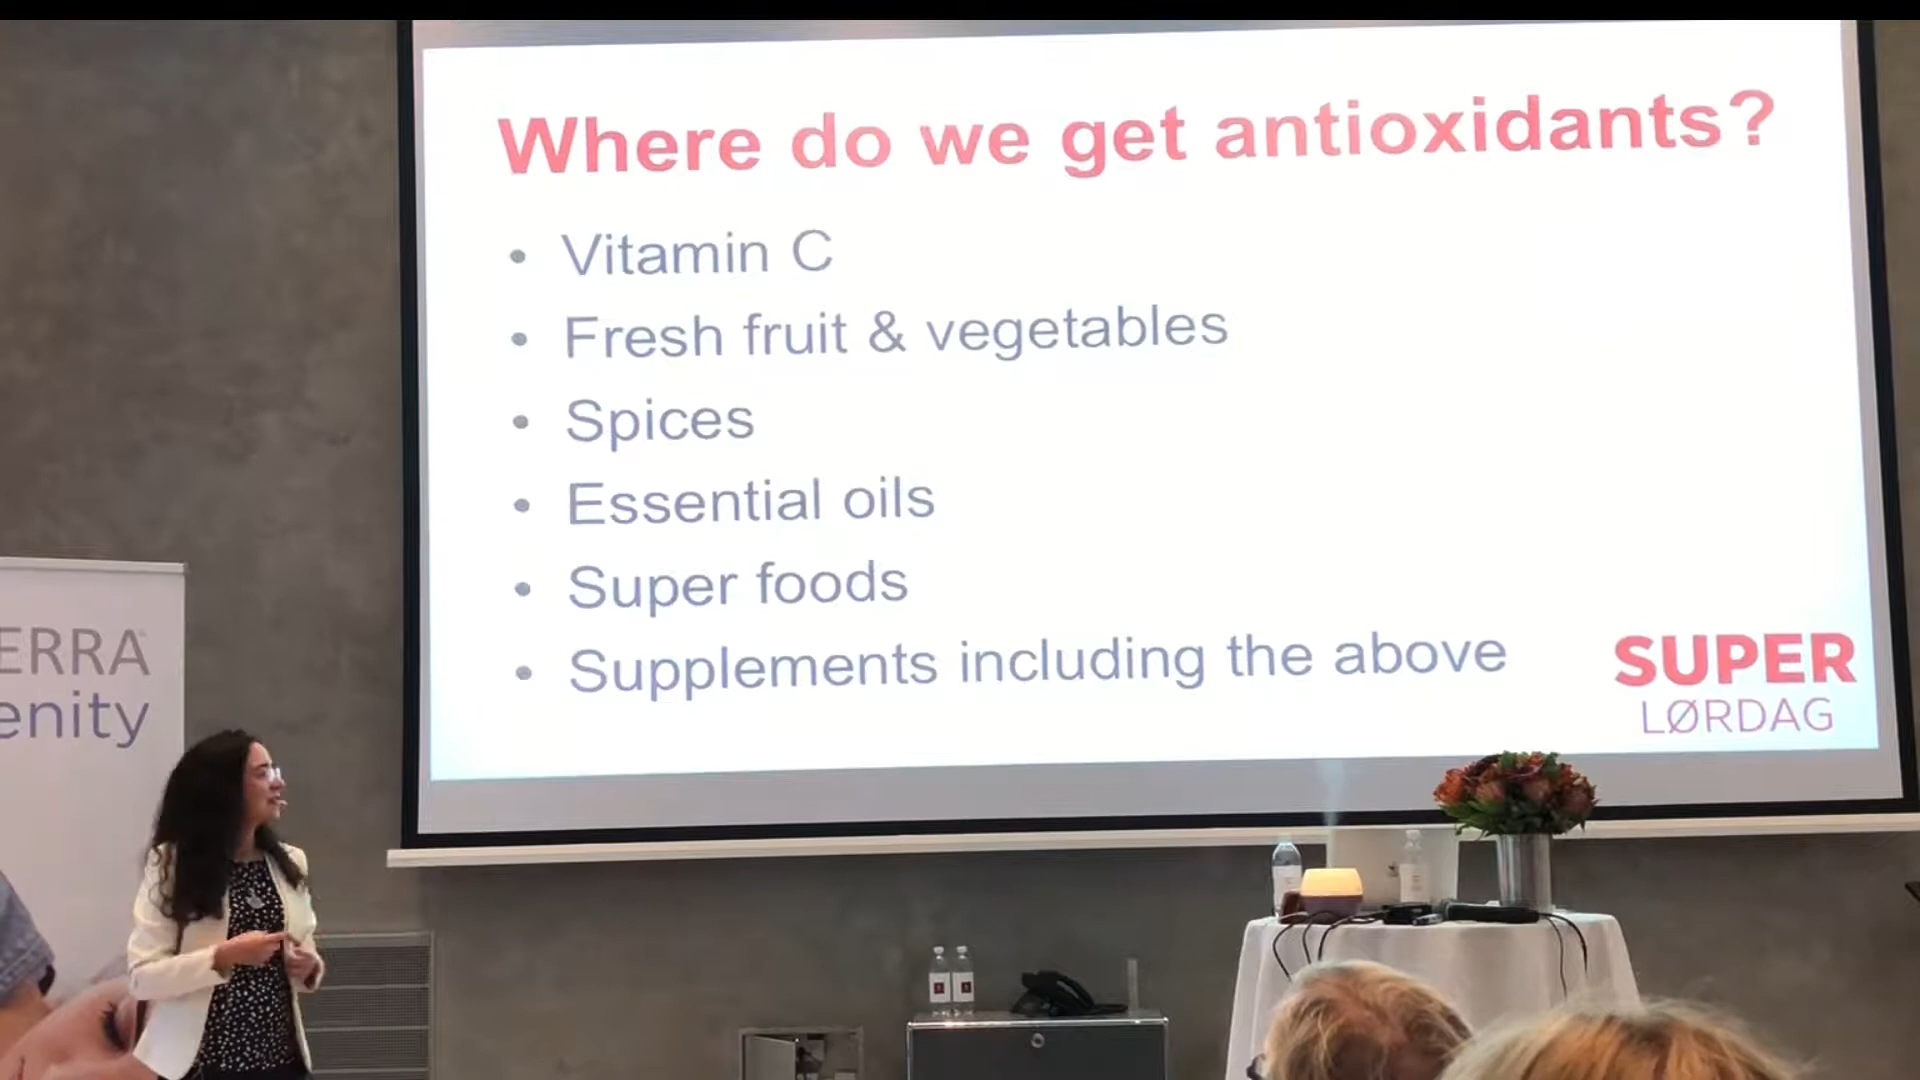 Where do we get antioxidants?
• Vitamin C
• Fresh fruit & vegetables
• Spices
• Essential oils
• Super foods
• Supplements including the above
SUPER
LØRDAG
ERRA
enity